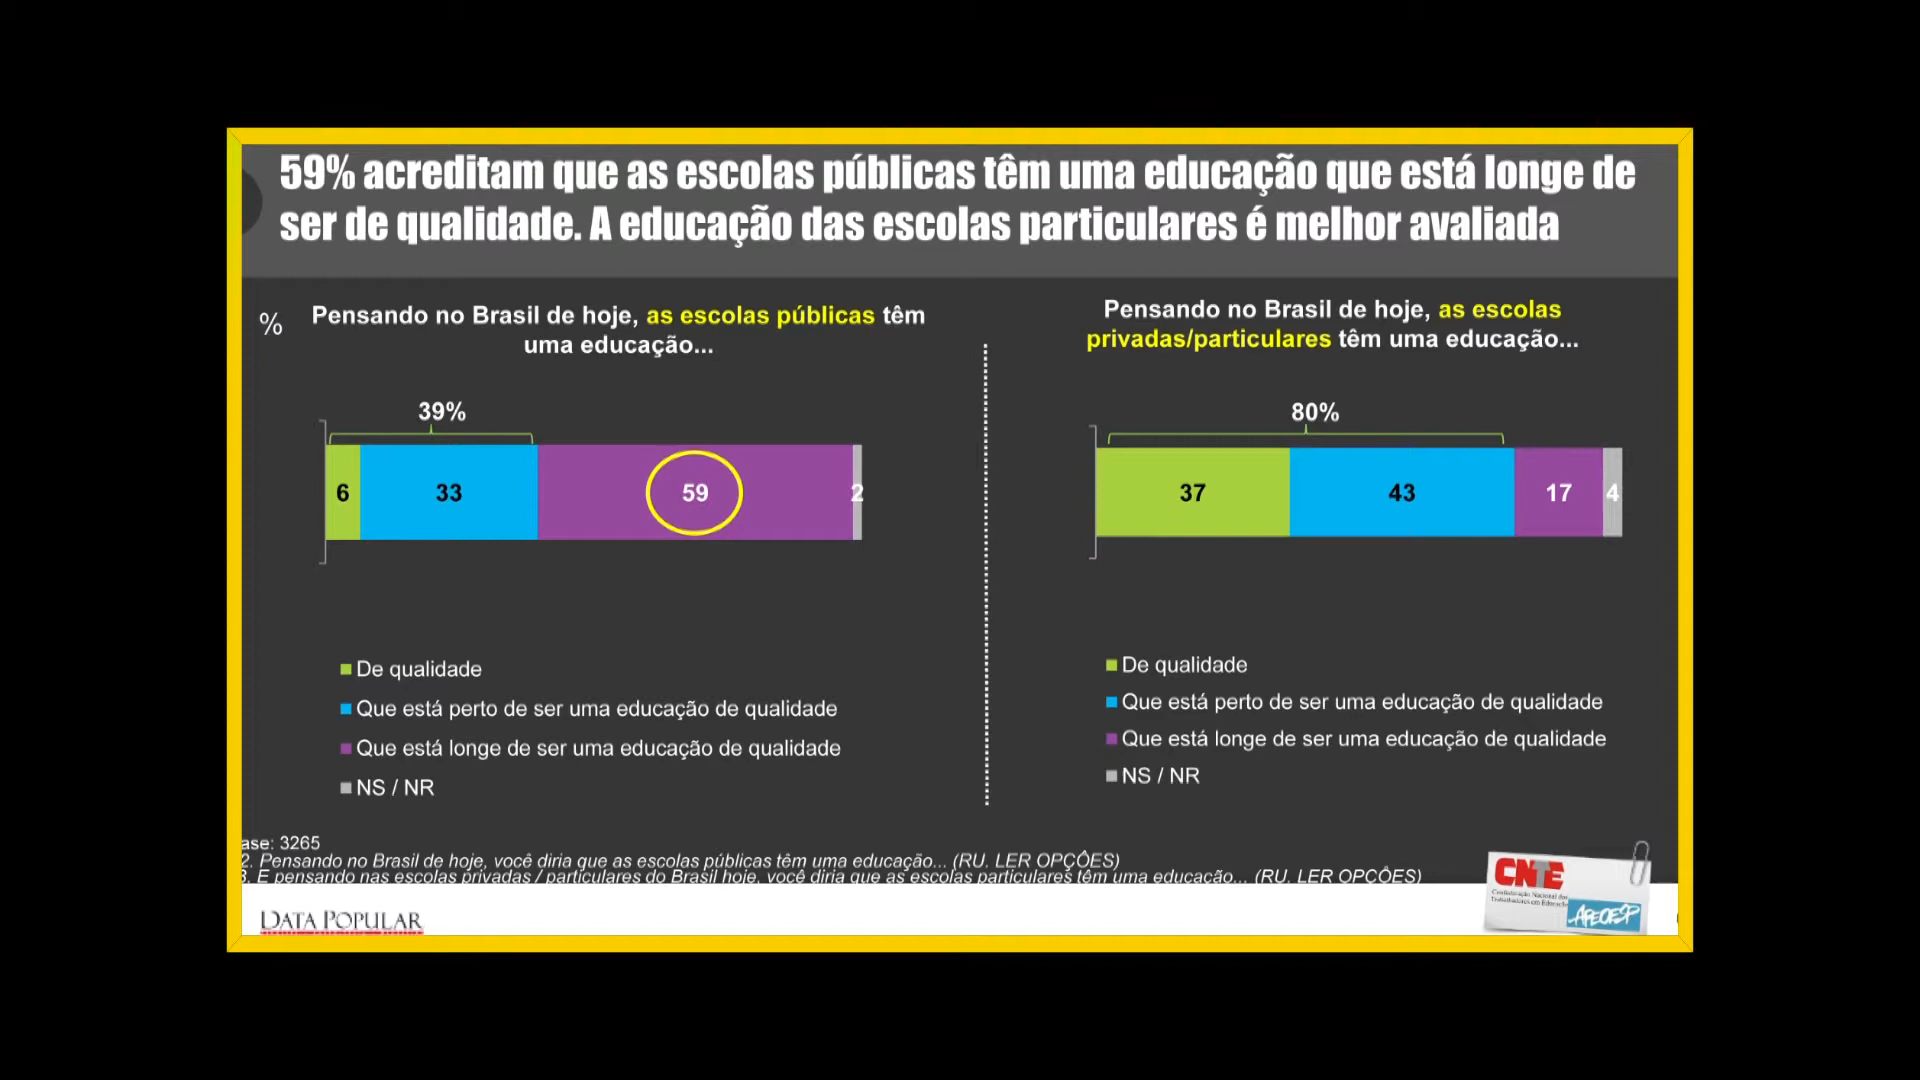 59% acreditam que as escolas públicas têm uma educação que está longe de
ser de qualidade. A educação das escolas particulares é melhor avaliada
%
Pensando no Brasil de hoje, as escolas públicas têm
uma educação...
39%
6 33 59 2
De qualidade
Que está perto de ser uma educação de qualidade
Que está longe de ser uma educação de qualidade
NS / NR
Pensando no Brasil de hoje, as escolas
privadas/particulares têm uma educação...
80%
37 43 17 4
De qualidade
Que está perto de ser uma educação de qualidade
Que está longe de ser uma educação de qualidade
NS / NR
ase: 3265
2. Pensando no Brasil de hoje, você diria que as escolas públicas têm uma educação... (RU. LER OPÇÕES)
3. E pensando nas escolas privadas / particulares do Brasil hoje, você diria que as escolas particulares têm uma educação... (RU. LER OPÇÕES)
DATA POPULAR
CNTE
Confederação Nacional dos
Trabalhadores em Educação
APEOESP